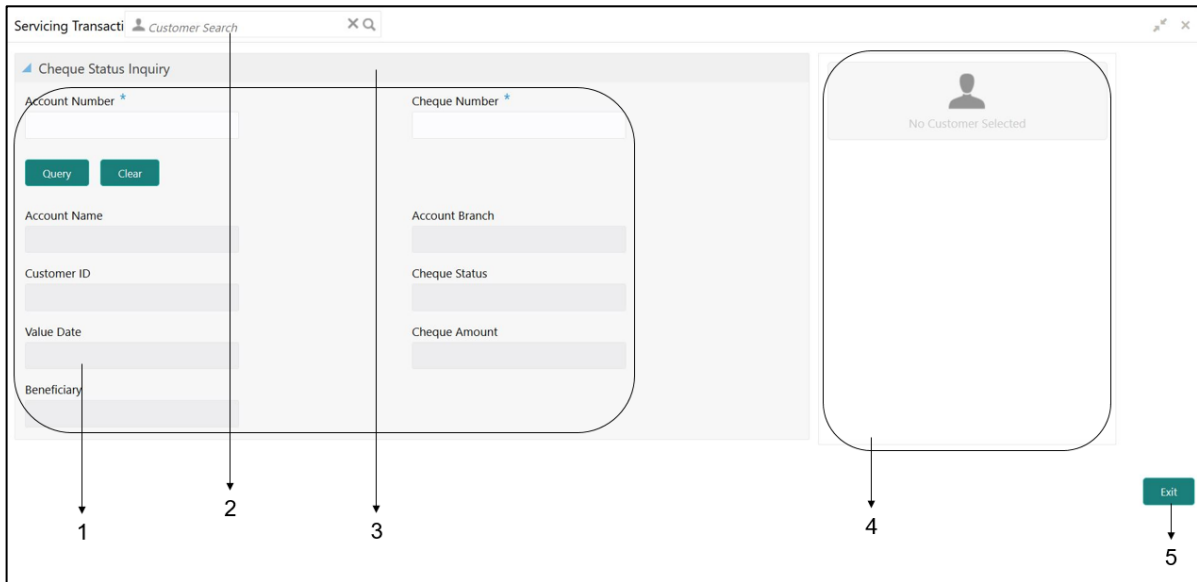 Servicing Transacti Customer Search
Cheque Status Inquiry
Account Number * Cheque Number *
No Customer Selected
Query Clear
Account Name Account Branch
Customer ID Cheque Status
Value Date Cheque Amount
Beneficiary
Exit
1 2 3 4 5